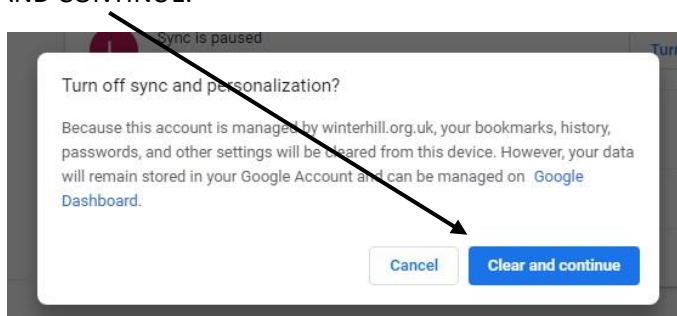 AND CONTINUE.
Sync is paused
Turn
Turn off sync and personalization?
Because this account is managed by winterhill.org.uk, your bookmarks, history,
passwords, and other settings will be cleared from this device. However, your data
will remain stored in your Google Account and can be managed on Google
Dashboard.
Cancel
Clear and continue